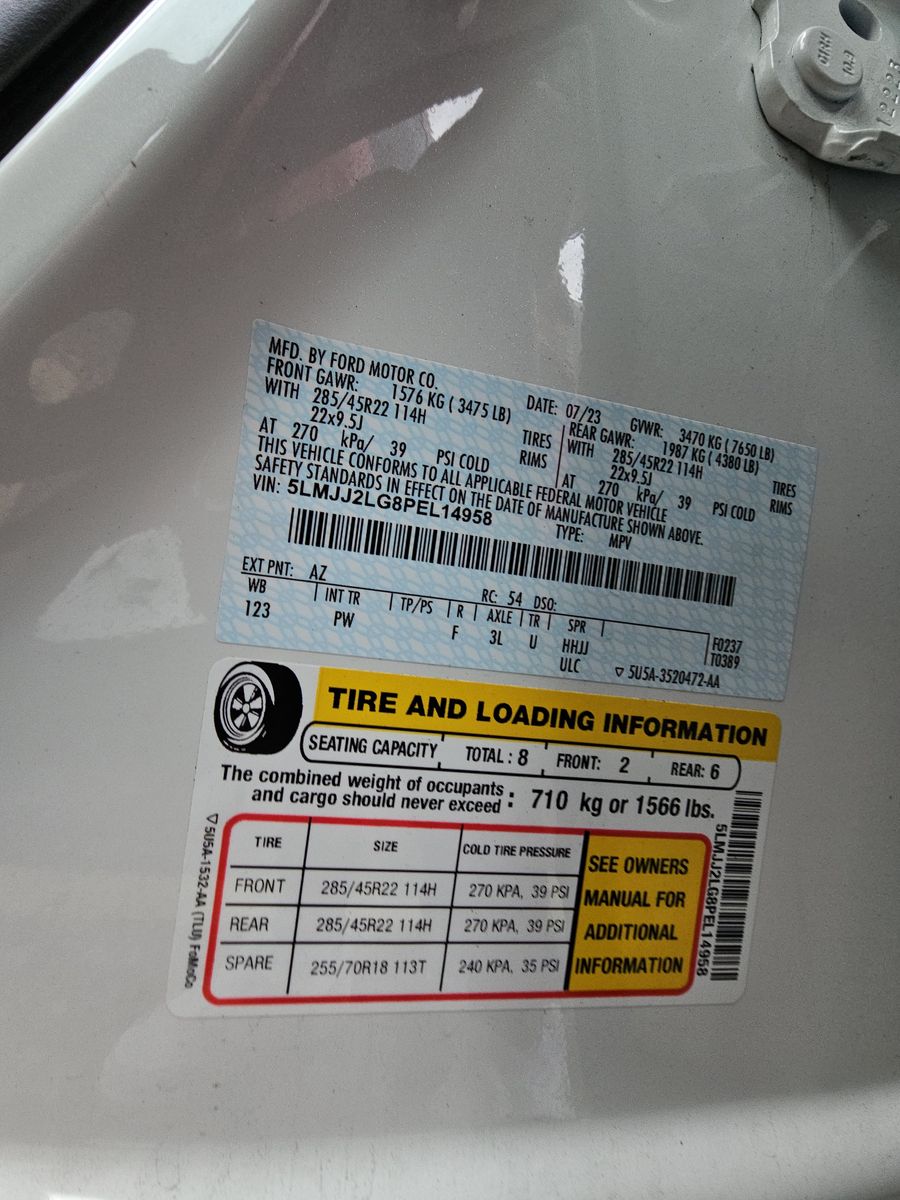 MFD. BY FORD MOTOR CO.
DATE: 07/23 GVWR: 3470 KG ( 7650 LB)
FRONT GAWR: 1576 KG ( 3475 LB) REAR GAWR: 1987 KG ( 4380 LB)
WITH 285/45R22 114H TIRES WITH 285/45R22 114H TIRES
22x9.5J RIMS 22x9.5J RIMS
AT 270 kPa/ 39 PSI COLD AT 270 kPa/ 39 PSI COLD
THIS VEHICLE CONFORMS TO ALL APPLICABLE FEDERAL MOTOR VEHICLE
SAFETY STANDARDS IN EFFECT ON THE DATE OF MANUFACTURE SHOWN ABOVE.
VIN: 5LMJJ2LG8PEL14958
TYPE: MPV
EXT PNT: AZ RC: 54 DSO:
WB INT TR TP/PS R AXLE TR SPR
123 PW F 3L U HHJJ
ULC
F0237
T0389
▽ 5U5A-3520472-AA
TIRE AND LOADING INFORMATION
SEATING CAPACITY TOTAL : 8 FRONT: 2 REAR: 6
The combined weight of occupants
and cargo should never exceed : 710 kg or 1566 lbs.
TIRE SIZE COLD TIRE PRESSURE
FRONT 285/45R22 114H 270 KPA, 39 PSI
REAR 285/45R22 114H 270 KPA, 39 PSI
SPARE 255/70R18 113T 240 KPA, 35 PSI
SEE OWNERS
MANUAL FOR
ADDITIONAL
INFORMATION
▽ 5U5A-1532-AA (TLU) FoMoCo
5LMJJ2LG8PEL14958
10.9